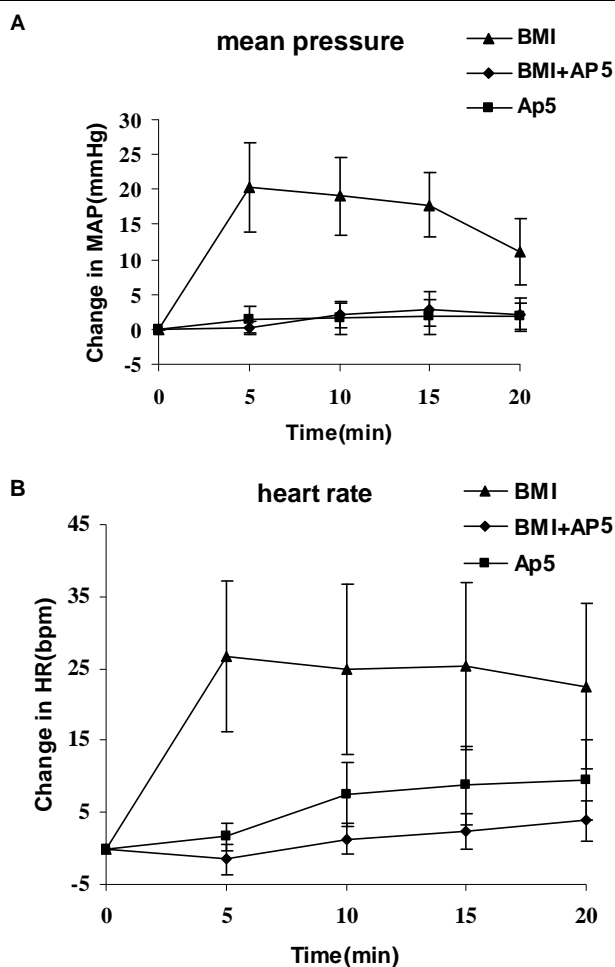 A
mean pressure
BMI
BMI+AP5
Ap5
Change in MAP(mmHg)
30
25
20
15
10
5
0
-5
0 5 10 15 20
Time(min)
B
heart rate
BMI
BMI+AP5
Ap5
Change in HR(bpm)
45
35
25
15
5
-5
0 5 10 15 20
Time(min)